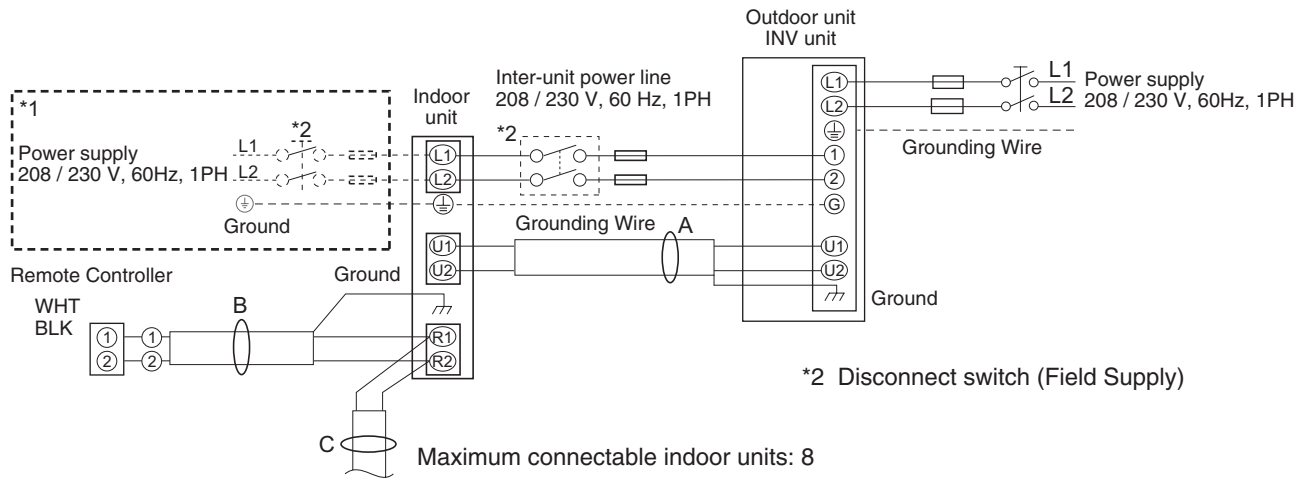 Outdoor unit
INV unit
L1
L2
Power supply
208 / 230 V, 60Hz, 1PH
L1
L2
Grounding Wire
1
2
G
U1
U2
Ground
Inter-unit power line
208 / 230 V, 60 Hz, 1PH
*2
Indoor
unit
L1
L2
*1
*2
L1
L2
Power supply
208 / 230 V, 60Hz, 1PH
Ground
Grounding Wire
A
U1
U2
Ground
Remote Controller
WHT
BLK
1
2
1
2
B
R1
R2
C
*2 Disconnect switch (Field Supply)
Maximum connectable indoor units: 8